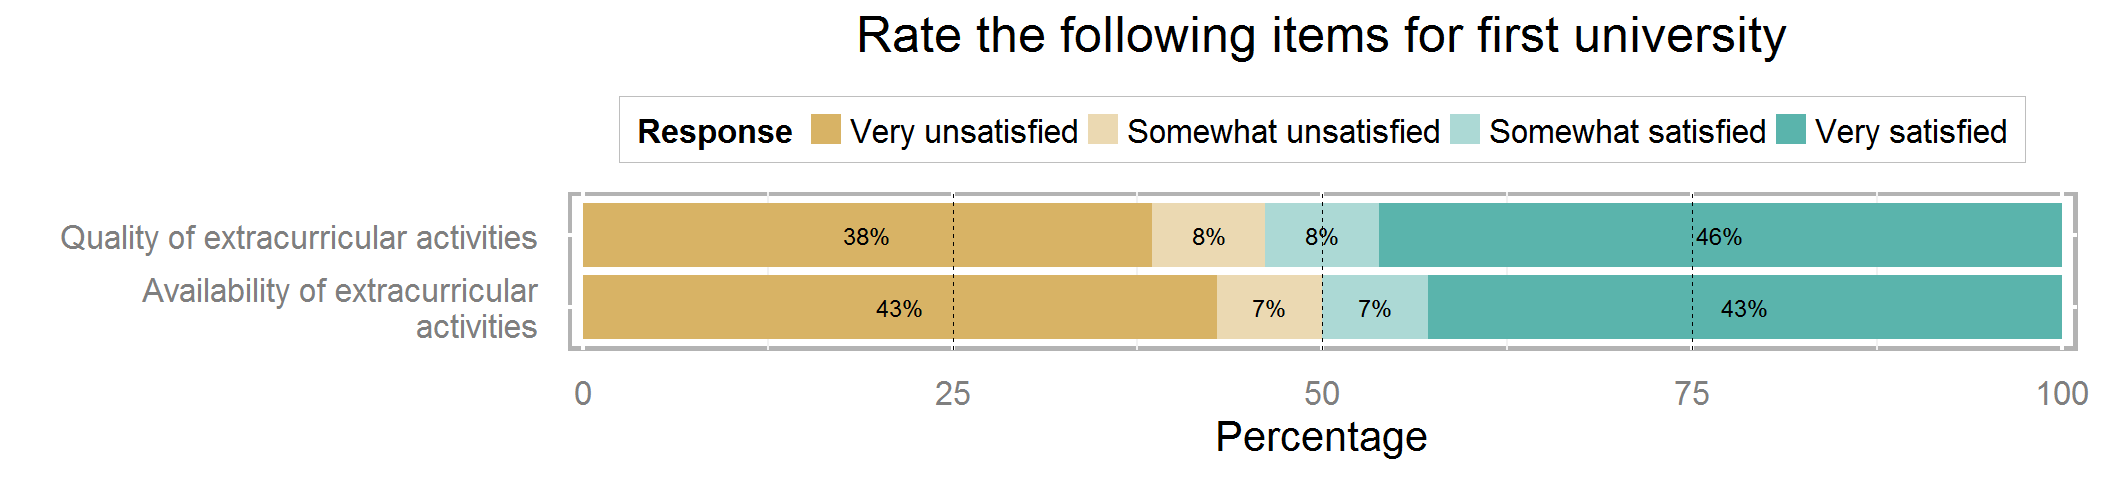 Rate the following items for first university
Response Very unsatisfied Somewhat unsatisfied Somewhat satisfied Very satisfied
Quality of extracurricular activities 38% 8% 8% 46%
Availability of extracurricular
activities
43% 7% 7% 43%
0 25 50 75 100
Percentage